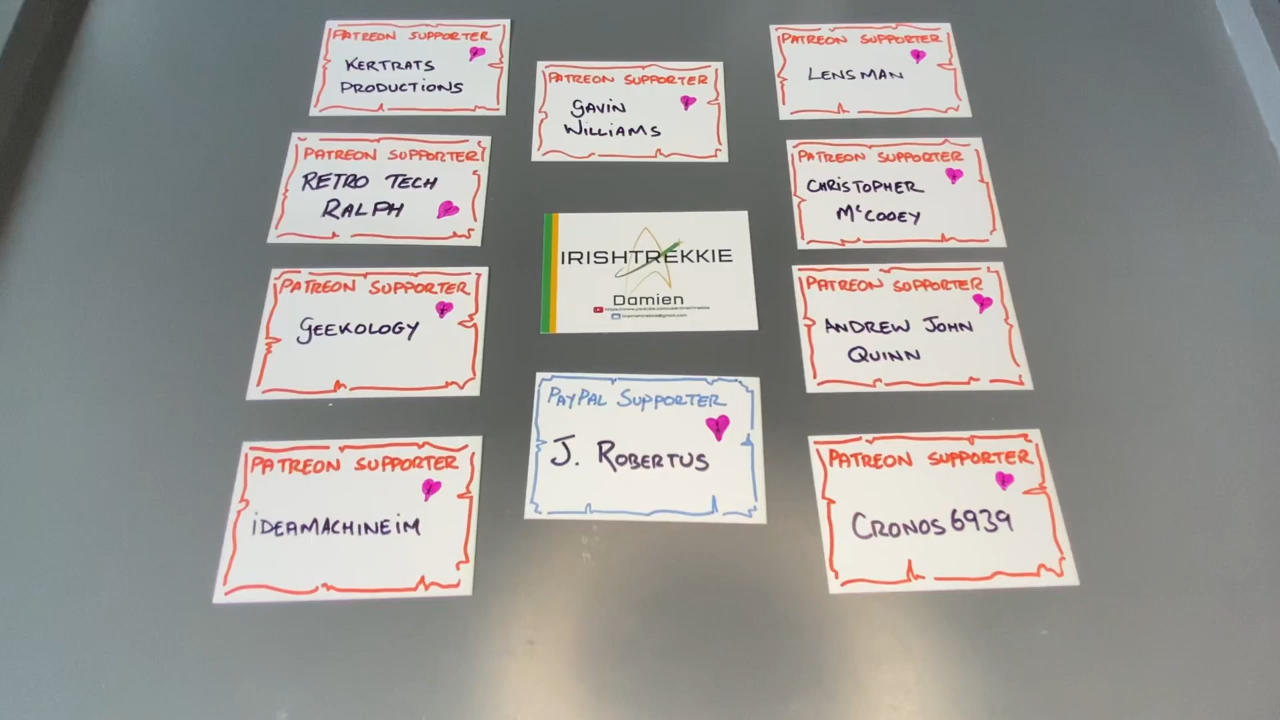 PATREON SUPPORTER
KERTRATS
PRODUCTIONS
PATREON SUPPORTER
RETRO TECH
RALPH
PATREON SUPPORTER
GEEKOLOGY
PATREON SUPPORTER
iDEAMACHINEiM
PATREON SUPPORTER
GAVIN
WILLIAMS
IRISHTREKKIE
Damien
PAYPAL SUPPORTER
J. ROBERTUS
PATREON SUPPORTER
LENSMAN
PATREON SUPPORTER
CHRISTOPHER
McCOOEY
PATREON SUPPORTER
ANDREW JOHN
QUINN
PATREON SUPPORTER
CRONOS6939